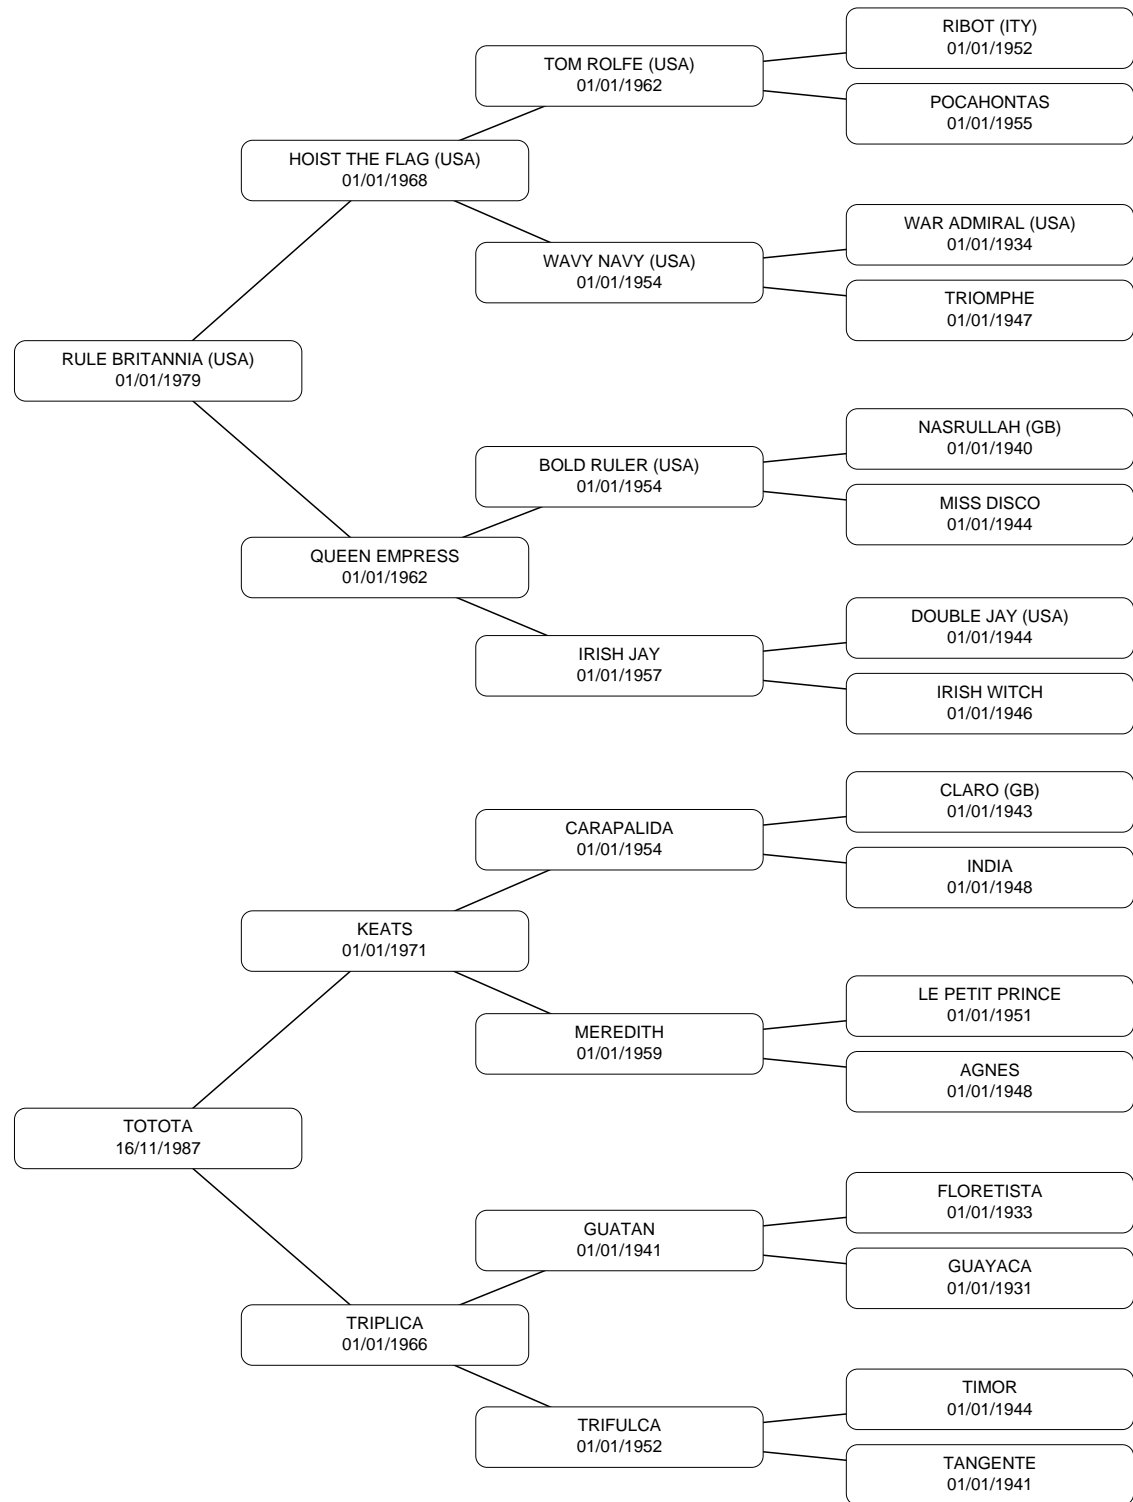 RIBOT (ITY)
01/01/1952
TOM ROLFE (USA)
01/01/1962
POCAHONTAS
01/01/1955
HOIST THE FLAG (USA)
01/01/1968
WAR ADMIRAL (USA)
01/01/1934
WAVY NAVY (USA)
01/01/1954
TRIOMPHE
01/01/1947
RULE BRITANNIA (USA)
01/01/1979
NASRULLAH (GB)
01/01/1940
BOLD RULER (USA)
01/01/1954
MISS DISCO
01/01/1944
QUEEN EMPRESS
01/01/1962
DOUBLE JAY (USA)
01/01/1944
IRISH JAY
01/01/1957
IRISH WITCH
01/01/1946
CLARO (GB)
01/01/1943
CARAPALIDA
01/01/1954
INDIA
01/01/1948
KEATS
01/01/1971
LE PETIT PRINCE
01/01/1951
MEREDITH
01/01/1959
AGNES
01/01/1948
TOTOTA
16/11/1987
FLORETISTA
01/01/1933
GUATAN
01/01/1941
GUAYACA
01/01/1931
TRIPLICA
01/01/1966
TIMOR
01/01/1944
TRIFULCA
01/01/1952
TANGENTE
01/01/1941